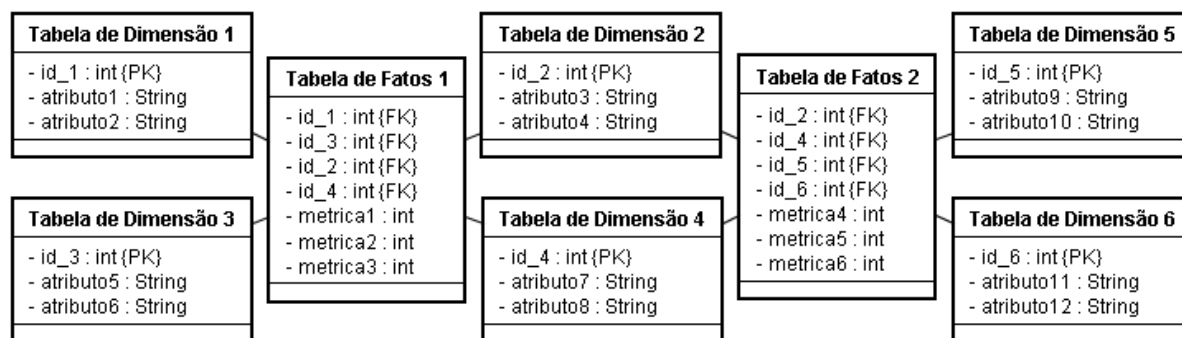 Tabela de Dimensão 1
- id_1 : int {PK}
- atributo1 : String
- atributo2 : String
Tabela de Fatos 1
- id_1 : int {FK}
- id_3 : int {FK}
- id_2 : int {FK}
- id_4 : int {FK}
- metrica1 : int
- metrica2 : int
- metrica3 : int
Tabela de Dimensão 2
- id_2 : int {PK}
- atributo3 : String
- atributo4 : String
Tabela de Fatos 2
- id_2 : int {FK}
- id_4 : int {FK}
- id_5 : int {FK}
- id_6 : int {FK}
- metrica4 : int
- metrica5 : int
- metrica6 : int
Tabela de Dimensão 5
- id_5 : int {PK}
- atributo9 : String
- atributo10 : String
Tabela de Dimensão 3
- id_3 : int {PK}
- atributo5 : String
- atributo6 : String
Tabela de Dimensão 4
- id_4 : int {PK}
- atributo7 : String
- atributo8 : String
Tabela de Dimensão 6
- id_6 : int {PK}
- atributo11 : String
- atributo12 : String